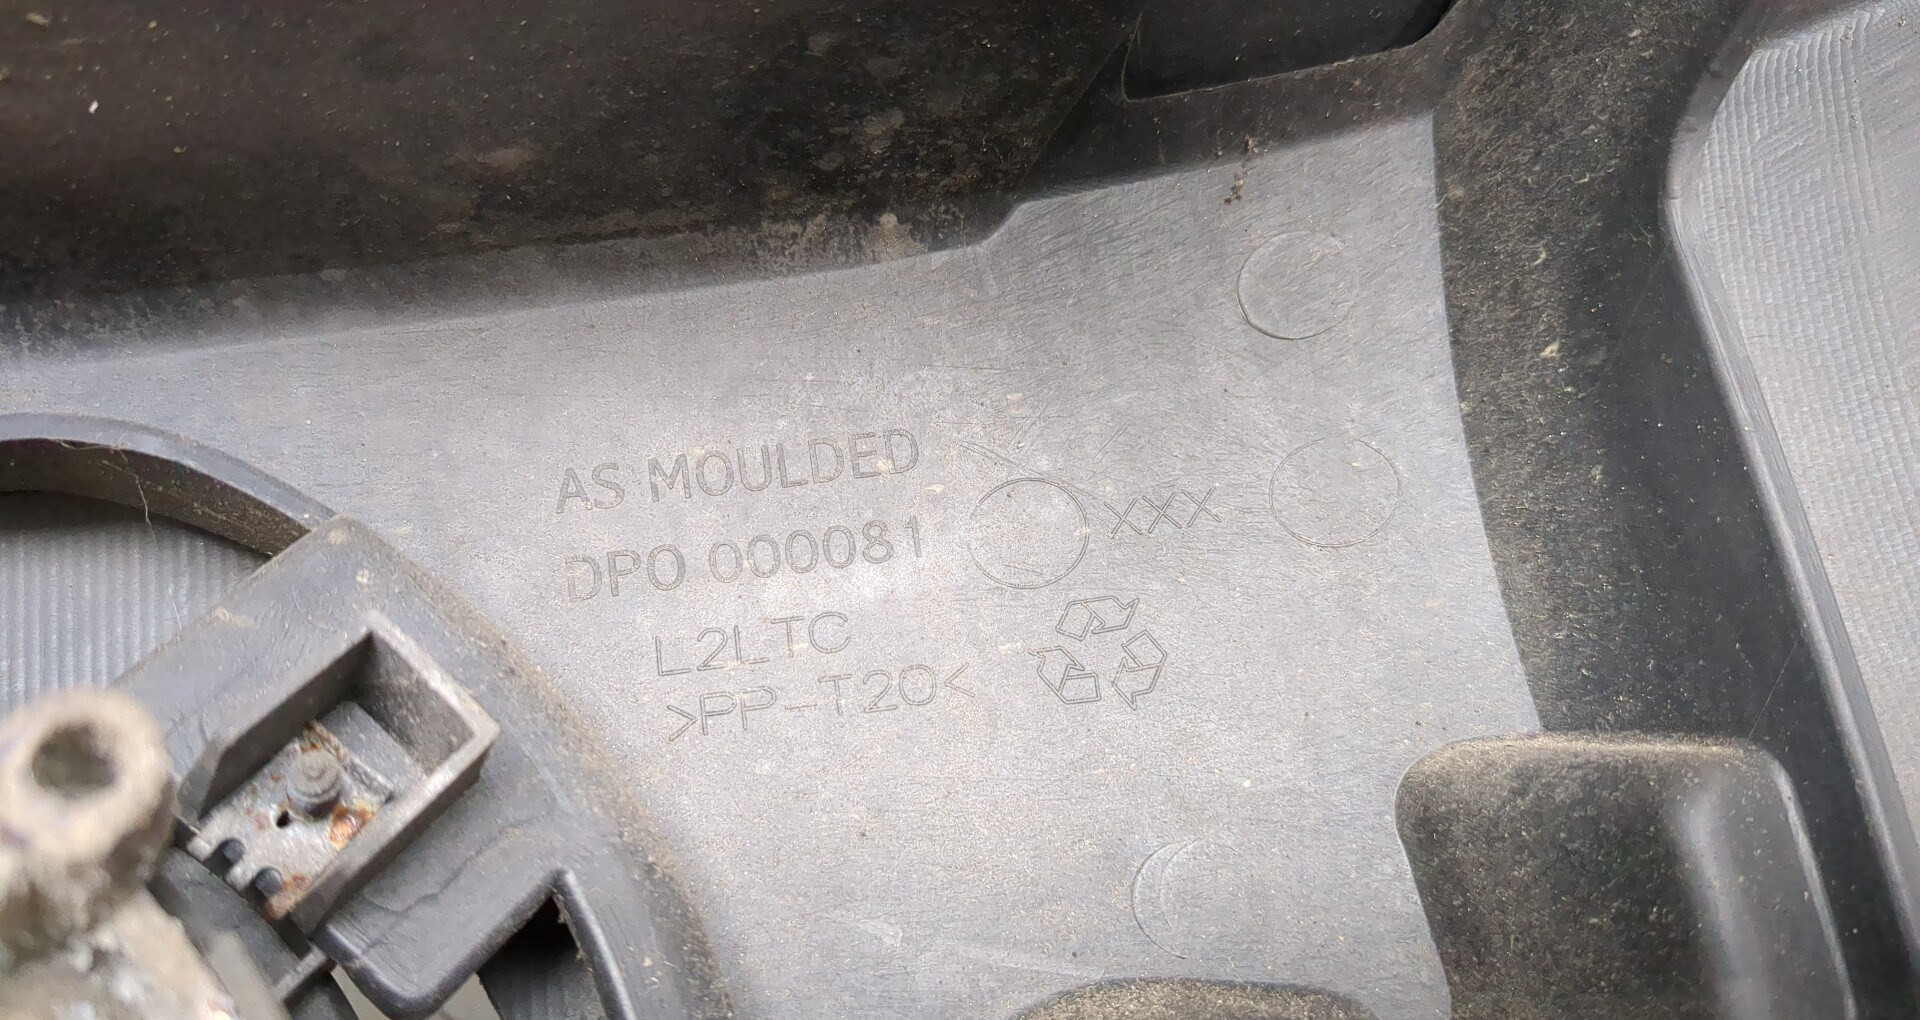 AS MOULDED
DPO 000081 XXX
L2LTC
>PP-T20<